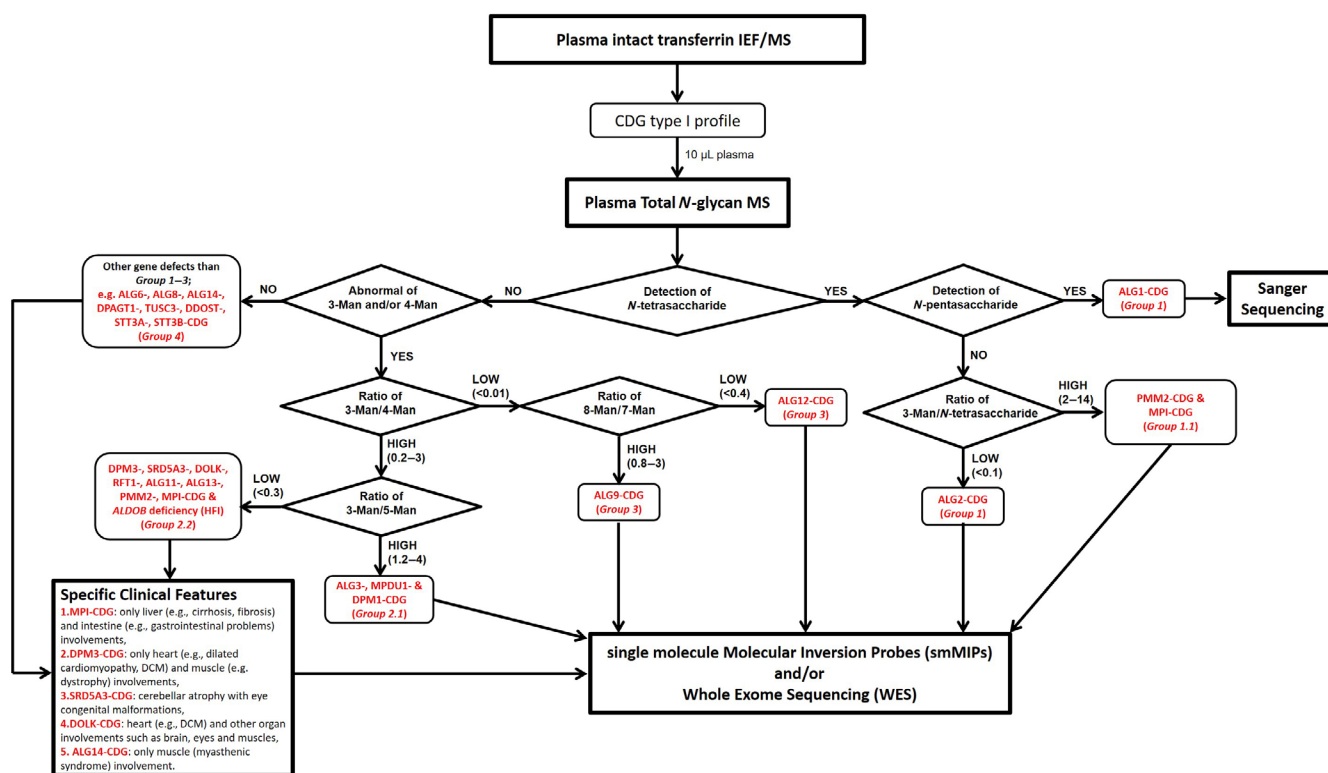 Plasma intact transferrin IEF/MS
CDG type I profile
10 µL plasma
Plasma Total N-glycan MS
Other gene defects than
Group 1–3;
e.g. ALG6-, ALG8-, ALG14-,
DPAGT1-, TUSC3-, DDOST-,
STT3A-, STT3B-CDG
(Group 4)
NO
Abnormal of
3-Man and/or 4-Man
NO
Detection of
N-tetrasaccharide
YES
Detection of
N-pentasaccharide
YES
ALG1-CDG
(Group 1)
Sanger
Sequencing
YES
NO
Ratio of
3-Man/4-Man
LOW
(<0.01)
Ratio of
8-Man/7-Man
LOW
(<0.4)
ALG12-CDG
(Group 3)
Ratio of
3-Man/N-tetrasaccharide
HIGH
(2–14)
PMM2-CDG &
MPI-CDG
(Group 1.1)
HIGH
(0.2–3)
HIGH
(0.8–3)
LOW
(<0.1)
DPM3-, SRD5A3-, DOLK-,
RFT1-, ALG11-, ALG13-,
PMM2-, MPI-CDG &
ALDOB deficiency (HFI)
(Group 2.2)
LOW
(<0.3)
Ratio of
3-Man/5-Man
ALG9-CDG
(Group 3)
ALG2-CDG
(Group 1)
HIGH
(1.2–4)
ALG3-, MPDU1- &
DPM1-CDG
(Group 2.1)
Specific Clinical Features
1.MPI-CDG: only liver (e.g., cirrhosis, fibrosis)
and intestine (e.g., gastrointestinal problems)
involvements,
2.DPM3-CDG: only heart (e.g., dilated
cardiomyopathy, DCM) and muscle (e.g.
dystrophy) involvements,
3.SRD5A3-CDG: cerebellar atrophy with eye
congenital malformations,
4.DOLK-CDG: heart (e.g., DCM) and other organ
involvements such as brain, eyes and muscles,
5. ALG14-CDG: only muscle (myasthenic
syndrome) involvement.
single molecule Molecular Inversion Probes (smMIPs)
and/or
Whole Exome Sequencing (WES)